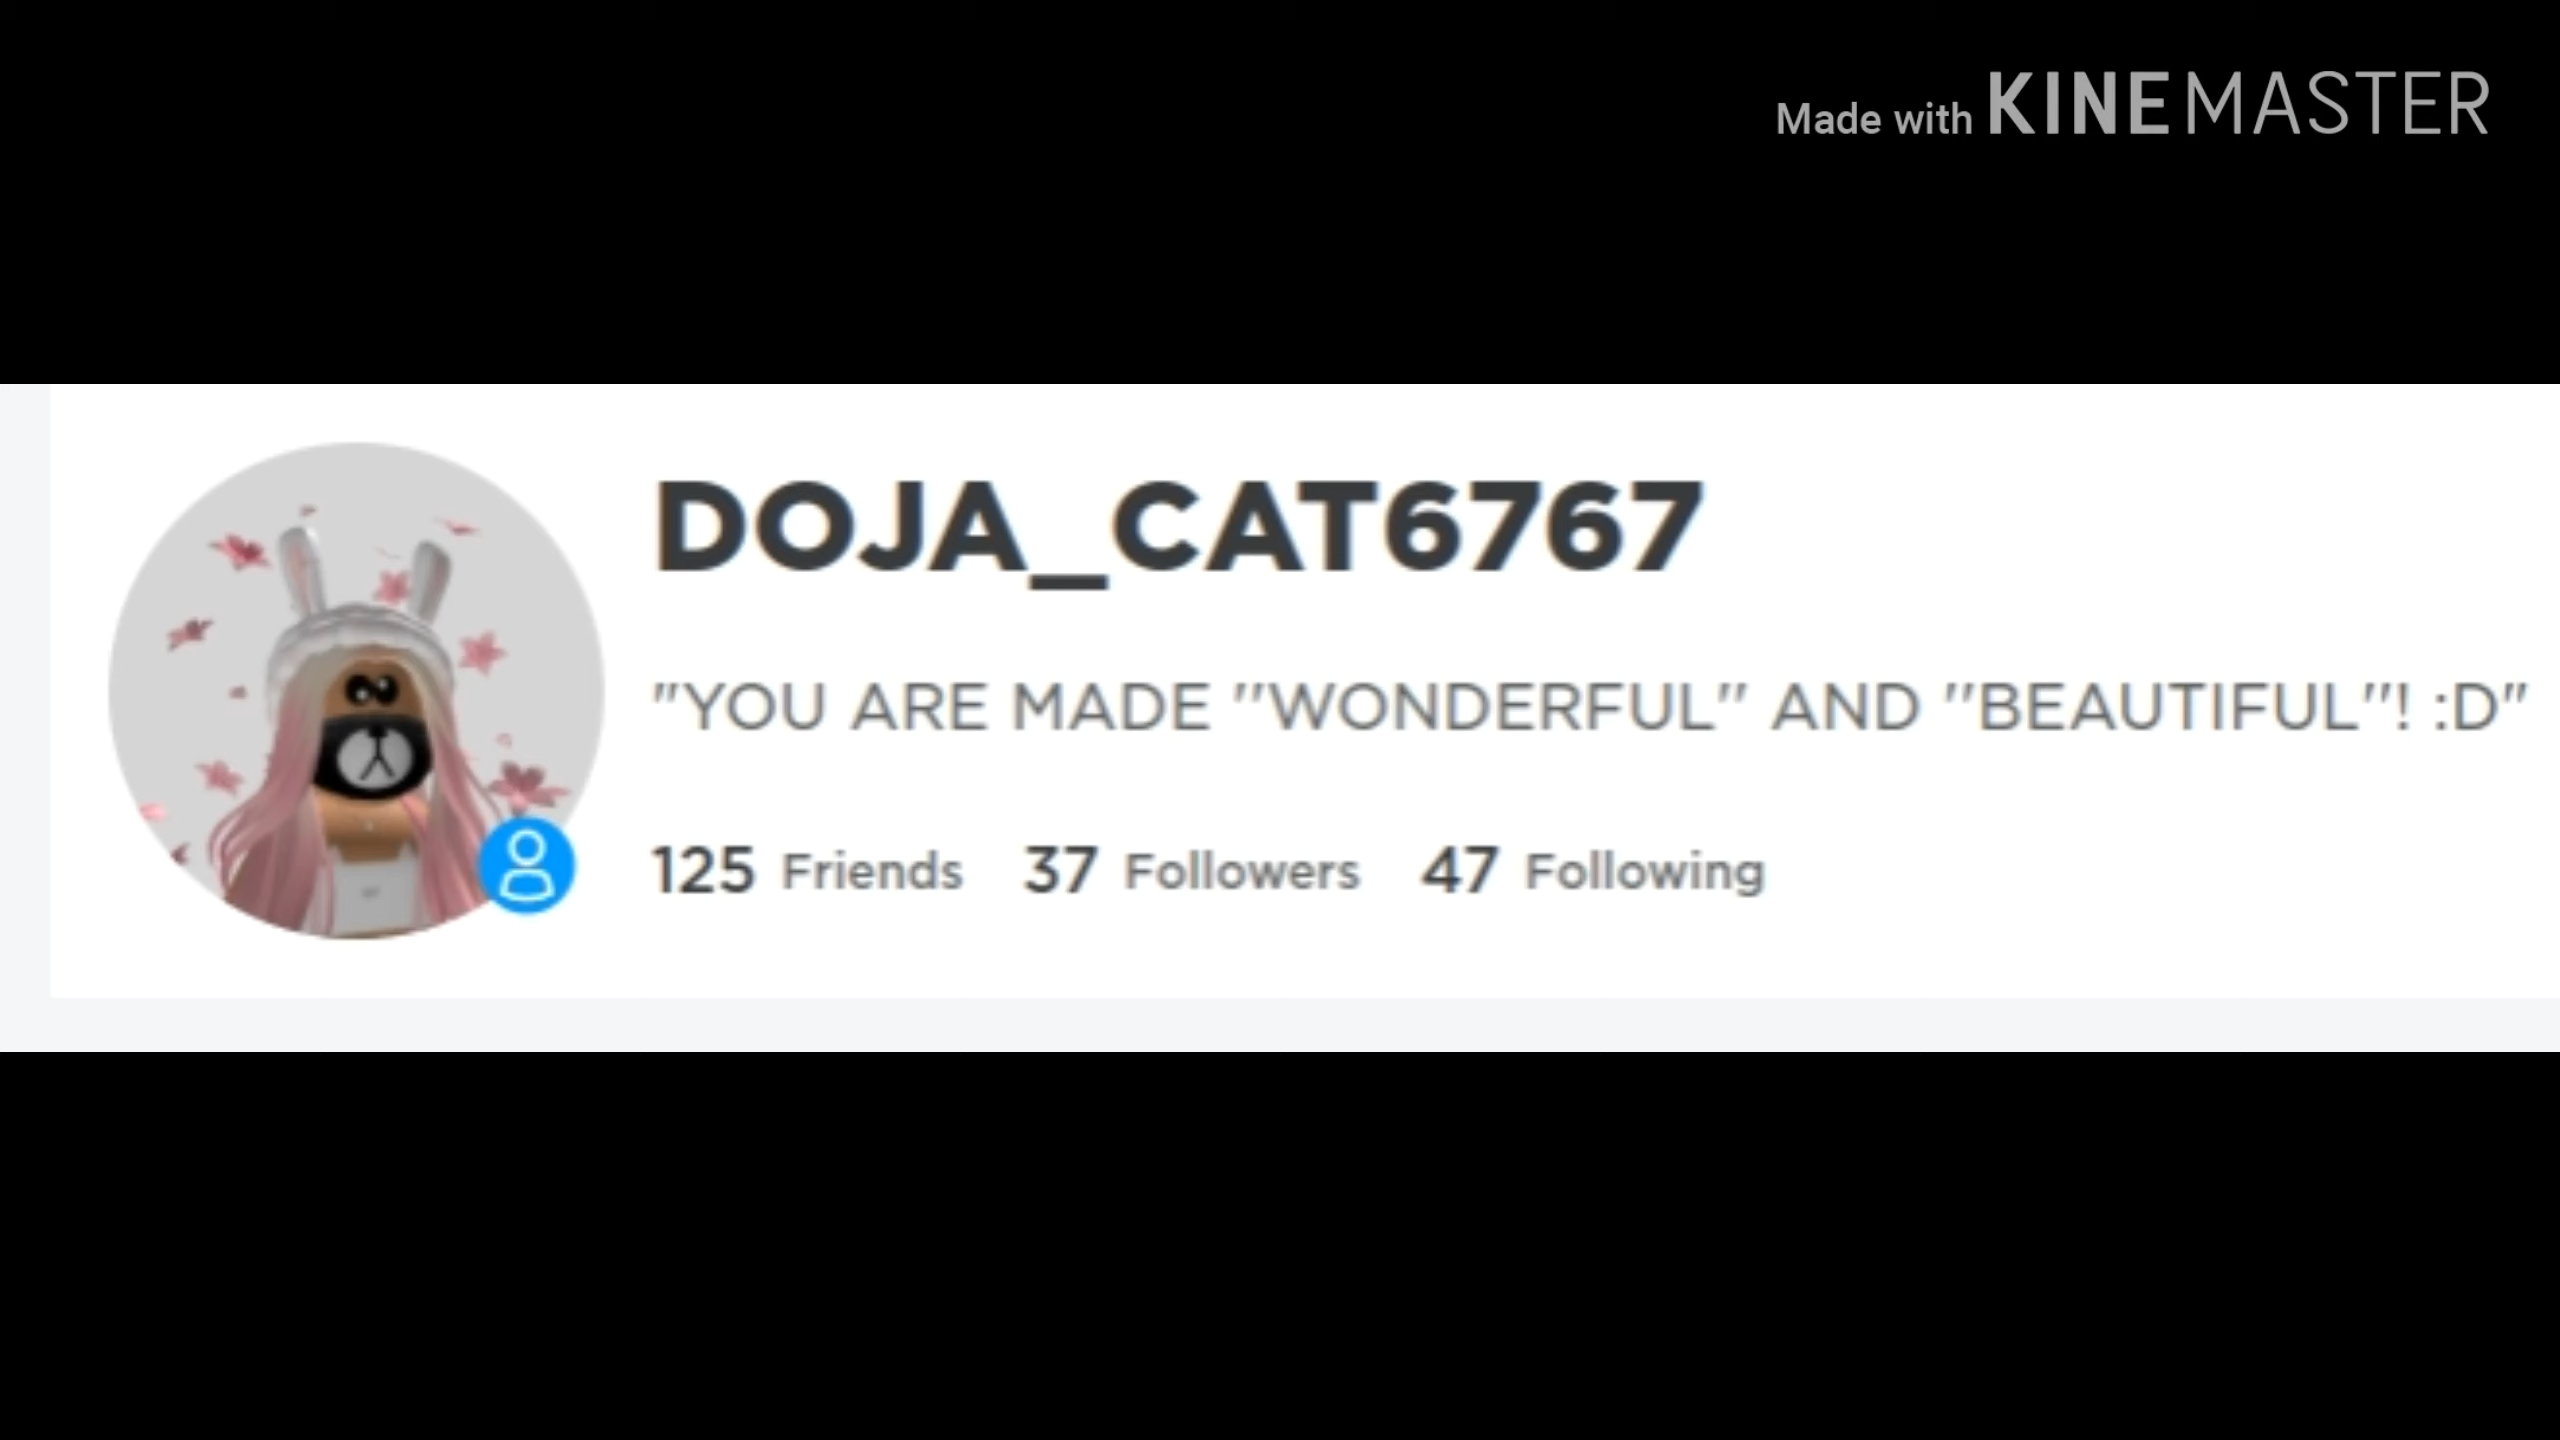 Made with KINEMASTER
DOJA_CAT6767
"YOU ARE MADE ''WONDERFUL'' AND ''BEAUTIFUL''! :D"
125 Friends 37 Followers 47 Following